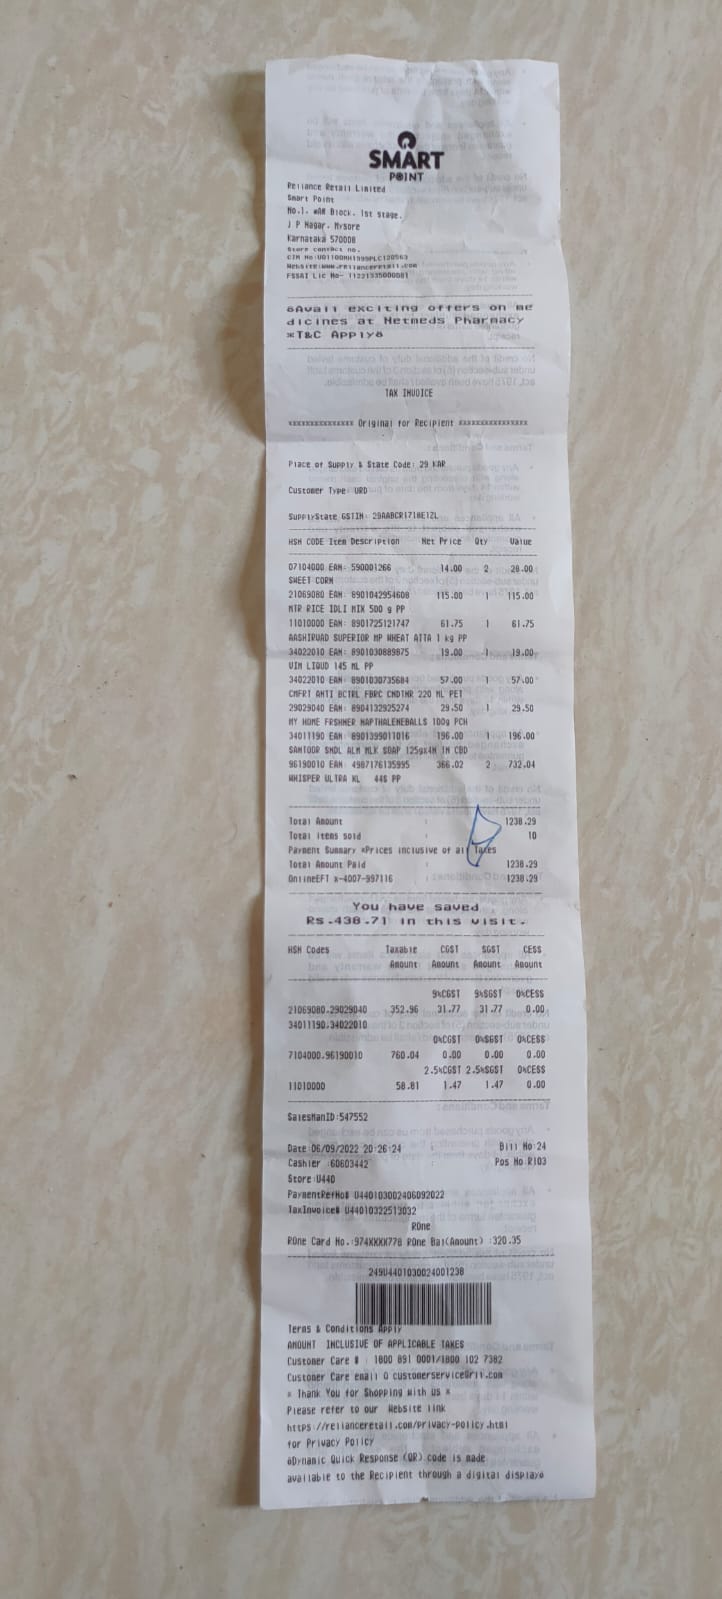 SMART
POINT
Reliance Retail Limited
Smart Point
No.1, WAR Block, 1st Stage,
J P Nagar, Mysore
Karnataka 570008
Store contact no.
CIN No:U01100MH1999PLC120563
Website:www.relianceretail.com
FSSAI Lic No- 11221335000081
&Avail exciting offers on me
dicines at Netmeds Pharmacy
*T&C Apply&
TAX INVOICE
xxxxxxxxxxxxxxx Original for Recipient xxxxxxxxxxxxxxxx
Place of Supply & State Code: 29 KAR
Customer Type: URD
SupplyState GSTIN: 29AABCR1718E1ZL
HSN CODE Item Description Net Price Qty Value
07104000 EAN: 590001266 14.00 2 28.00
SWEET CORN
21069080 EAN: 8901042954608 115.00 1 115.00
MTR RICE IDLI MIX 500 g PP
11010000 EAN: 8901725121747 61.75 1 61.75
AASHIRVAD SUPERIOR MP WHEAT ATTA 1 kg PP
34022010 EAN: 8901030889875 19.00 1 19.00
VIM LIQUD 145 ML PP
34022010 EAN: 8901030735684 57.00 1 57.00
CMFRT ANTI BCTRL FBRC CNDTNR 220 ML PET
29029040 EAN: 8904132925274 29.50 1 29.50
MY HOME FRSHNER NAPTHALENEBALLS 100g PCH
34011190 EAN: 8901399011016 196.00 1 196.00
SANTOOR SNDL ALM MLK SOAP 125gx4N IN CBD
96190010 EAN: 4987176135995 366.02 2 732.04
WHISPER ULTRA XL 44S PP
Total Amount : 1238.29
Total items sold : 10
Payment Summary *Prices inclusive of all Taxes
Total Amount Paid : 1238.29
OnlineEFT x-4007-997116 : 1238.29
You have saved
Rs.438.71 in this visit.
HSN Codes Taxable CGST SGST CESS
Amount Amount Amount Amount
9%CGST 9%SGST 0%CESS
21069080.29029040 352.96 31.77 31.77 0.00
34011190.34022010
0%CGST 0%SGST 0%CESS
7104000.96190010 760.04 0.00 0.00 0.00
2.5%CGST 2.5%SGST 0%CESS
11010000 58.81 1.47 1.47 0.00
SalesManID:547552
Date:06/09/2022 20:26:24 Bill No:24
Cashier :60603442 : Pos No:R103
Store:U440
PaymentRefNo# U440103002406092022
TaxInvoice# U44010322513032
ROne
ROne Card No.:974XXXX778 ROne Bal(Amount) :320.35
249U4401030024001238
Terms & Conditions Apply
AMOUNT INCLUSIVE OF APPLICABLE TAXES
Customer Care # : 1800 891 0001/1800 102 7382
Customer Care email @ customerservice@ril.com
* Thank You for Shopping with us *
Please refer to our Website link
https://relianceretail.com/privacy-policy.html
for Privacy Policy
&Dynamic Quick Response (QR) code is made
available to the Recipient through a digital display&